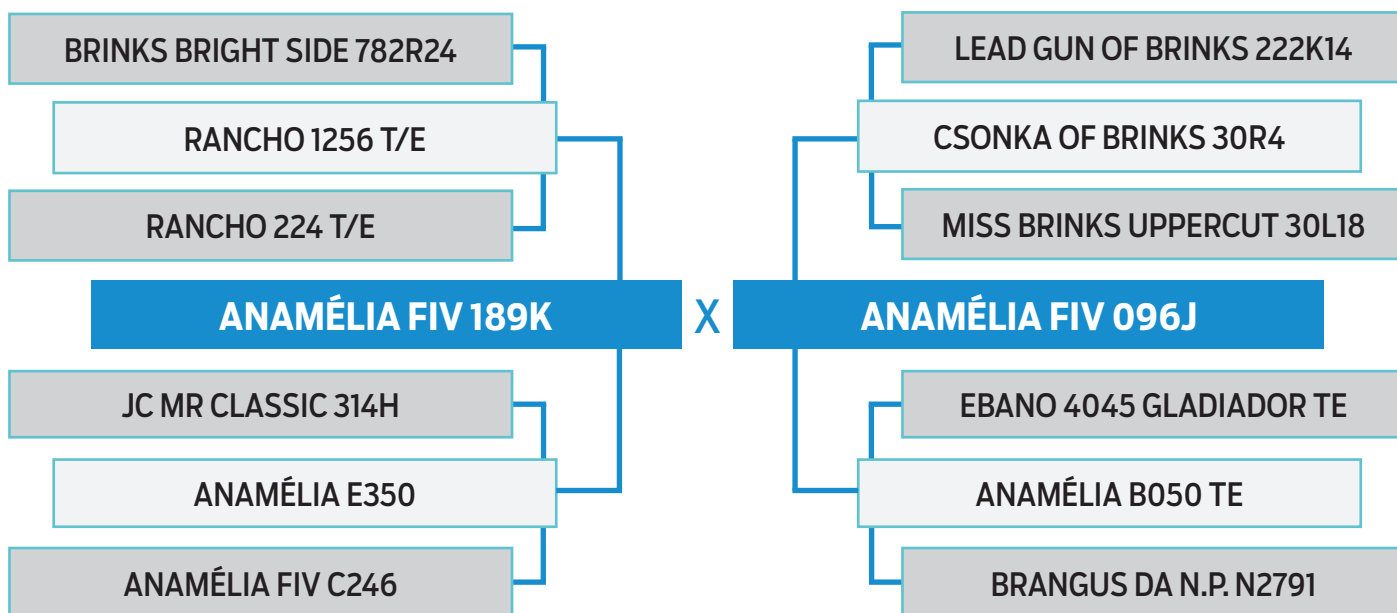 BRINKS BRIGHT SIDE 782R24
RANCHO 1256 T/E
RANCHO 224 T/E
ANAMÉLIA FIV 189K
JC MR CLASSIC 314H
ANAMÉLIA E350
ANAMÉLIA FIV C246
X
LEAD GUN OF BRINKS 222K14
CSONKA OF BRINKS 30R4
MISS BRINKS UPPERCUT 30L18
ANAMÉLIA FIV 096J
EBANO 4045 GLADIADOR TE
ANAMÉLIA B050 TE
BRANGUS DA N.P. N2791